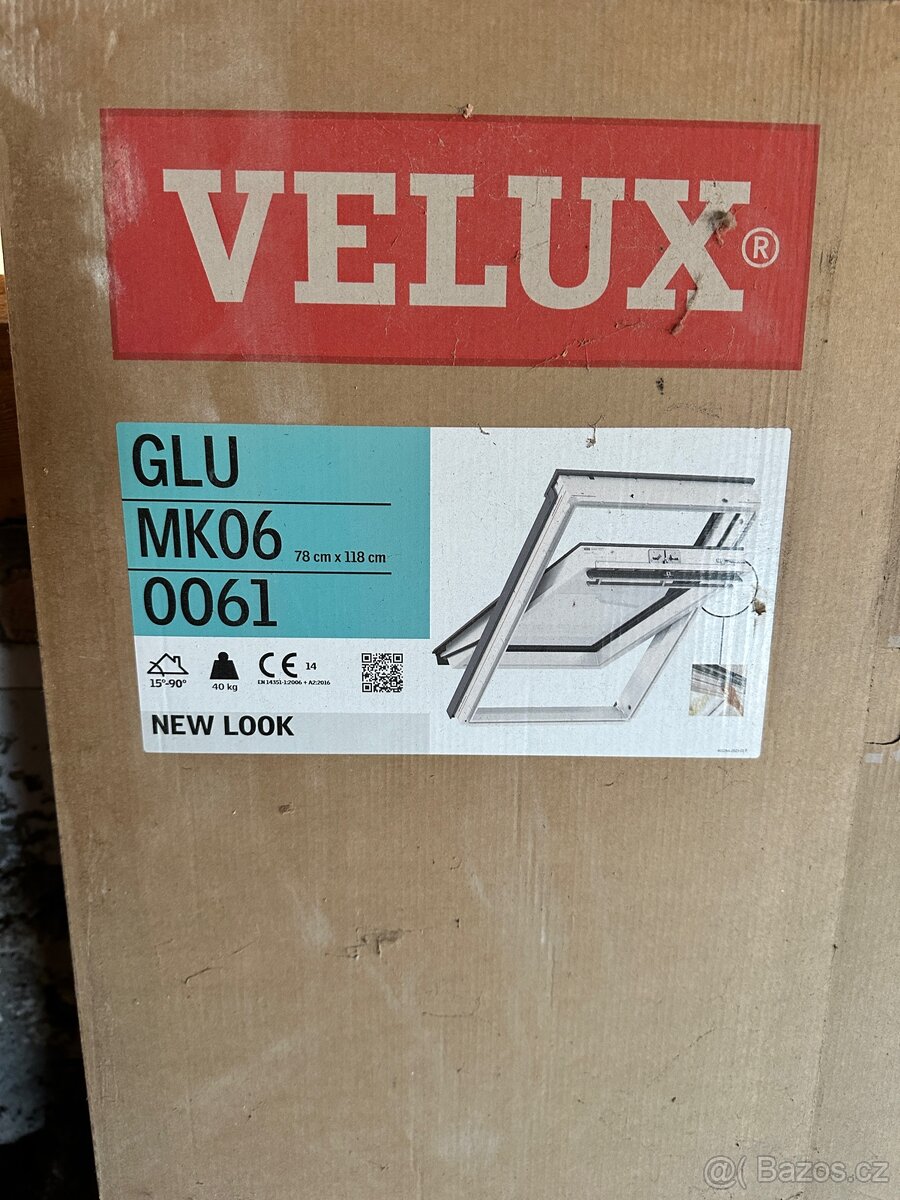 VELUX®
GLU
MK06 78 cm x 118 cm
0061
15°-90°
40 kg
CE 14
EN 14351-1:2006 + A2:2016
NEW LOOK
@( Bazos.cz